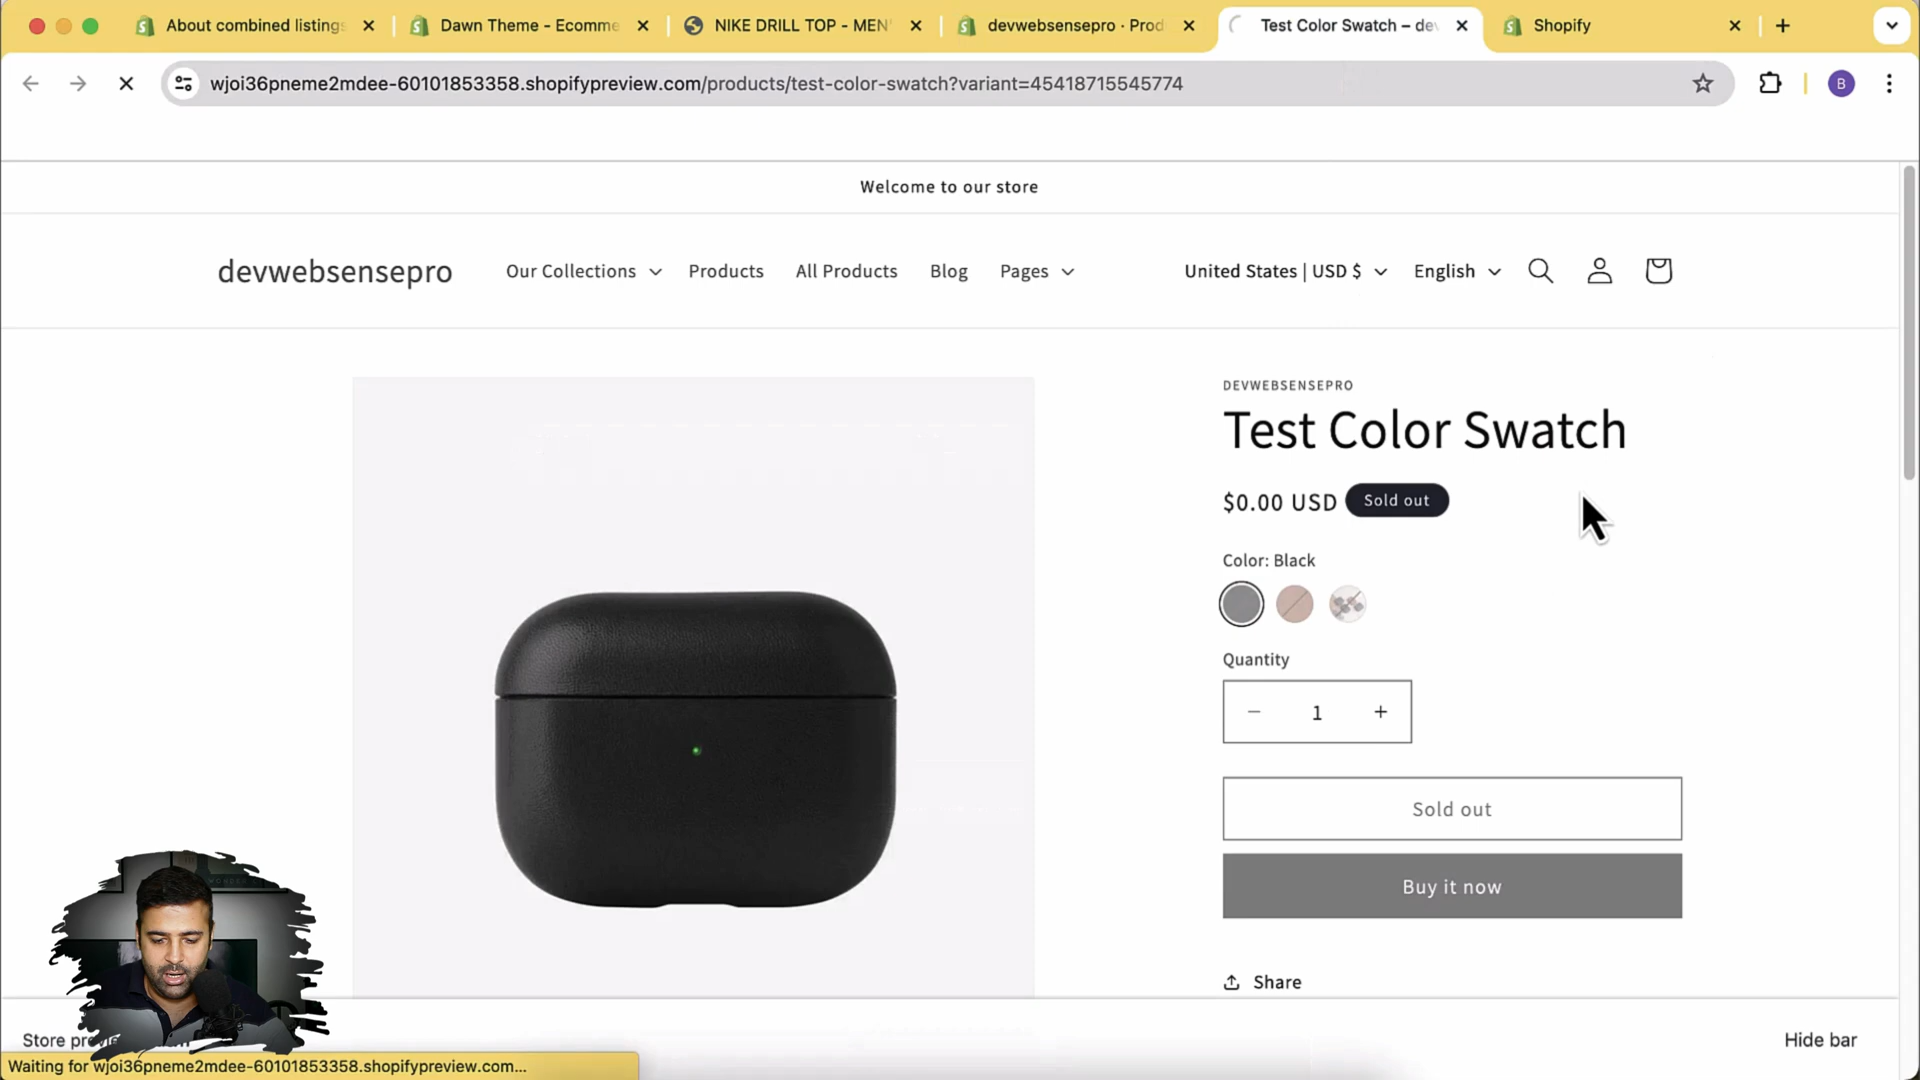 About combined listings
Dawn Theme - Ecomme
NIKE DRILL TOP - MEN'
devwebsensepro · Prod
Test Color Swatch – dev
Shopify
wjoi36pneme2mdee-60101853358.shopifypreview.com/products/test-color-swatch?variant=45418715545774
B
Welcome to our store
devwebsensepro
Our Collections
Products
All Products
Blog
Pages
United States | USD $
English
DEVWEBSENSEPRO
Test Color Swatch
$0.00 USD
Sold out
Color: Black
Quantity
1
Sold out
Buy it now
Share
Store
Hide bar
Waiting for wjoi36pneme2mdee-60101853358.shopifypreview.com...